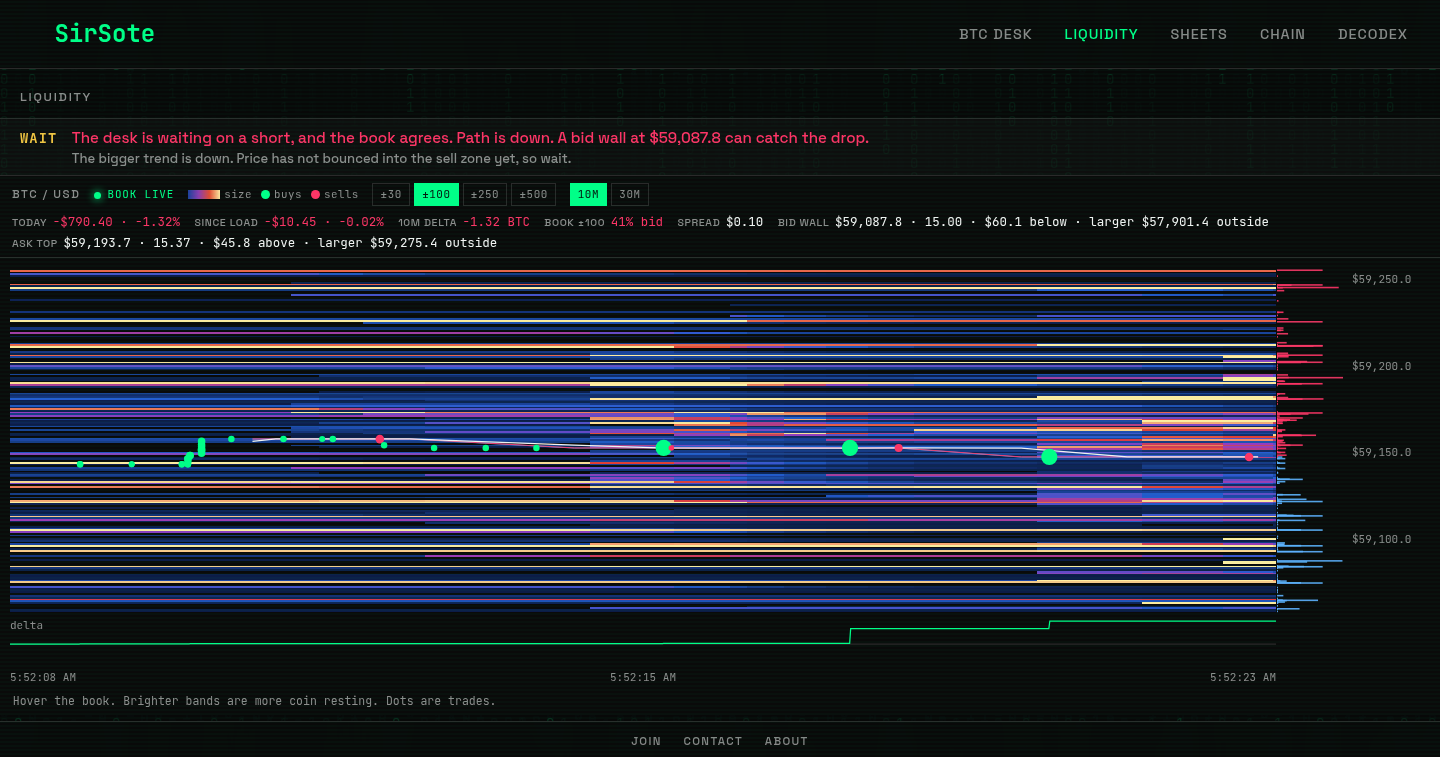 SirSote
BTC DESK LIQUIDITY SHEETS CHAIN DECODEX
LIQUIDITY
WAIT The desk is waiting on a short, and the book agrees. Path is down. A bid wall at $59,087.8 can catch the drop.
The bigger trend is down. Price has not bounced into the sell zone yet, so wait.
BTC / USD BOOK LIVE size buys sells ±30 ±100 ±250 ±500 10M 30M
TODAY -$790.40 · -1.32% SINCE LOAD -$10.45 · -0.02% 10M DELTA -1.32 BTC BOOK ±100 41% bid SPREAD $0.10 BID WALL $59,087.8 · 15.00 · $60.1 below · larger $57,901.4 outside
ASK TOP $59,193.7 · 15.37 · $45.8 above · larger $59,275.4 outside
$59,250.0
$59,200.0
$59,150.0
$59,100.0
delta
5:52:08 AM 5:52:15 AM 5:52:23 AM
Hover the book. Brighter bands are more coin resting. Dots are trades.
JOIN CONTACT ABOUT